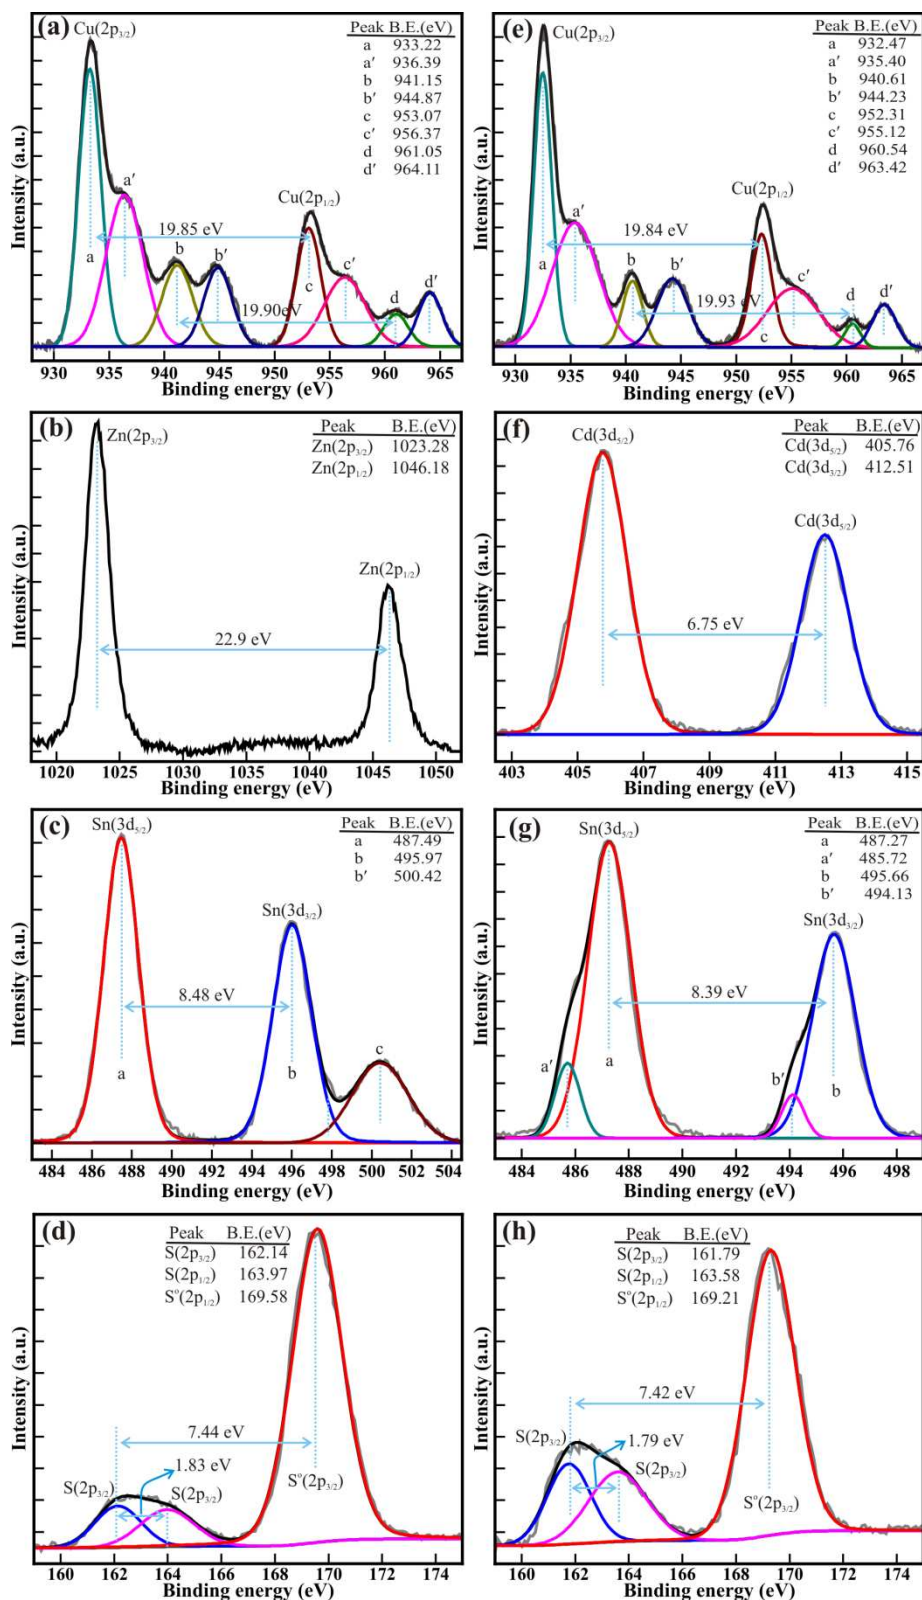 (a)
Cu(2p3/2)
Peak B.E.(eV)
a 933.22
a′ 936.39
b 941.15
b′ 944.87
c 953.07
c′ 956.37
d 961.05
d′ 964.11
a′
Cu(2p1/2)
19.85 eV
a
b
b′
c
c′
19.90eV
d
d′
Intensity (a.u.)
930 935 940 945 950 955 960 965
Binding energy (eV)
(e)
Cu(2p3/2)
Peak B.E.(eV)
a 932.47
a′ 935.40
b 940.61
b′ 944.23
c 952.31
c′ 955.12
d 960.54
d′ 963.42
a′
Cu(2p1/2)
19.84 eV
a
b
b′
c′
19.93 eV
d
d′
c
Intensity (a.u.)
930 935 940 945 950 955 960 965
Binding energy (eV)
(b)
Zn(2p3/2)
Peak B.E.(eV)
Zn(2p3/2) 1023.28
Zn(2p1/2) 1046.18
Zn(2p1/2)
22.9 eV
Intensity (a.u.)
1020 1025 1030 1035 1040 1045 1050
Binding energy (eV)
(f)
Peak B.E.(eV)
Cd(3d5/2) 405.76
Cd(3d3/2) 412.51
Cd(3d5/2)
6.75 eV
Intensity (a.u.)
403 405 407 409 411 413 415
Binding energy (eV)
(c)
Sn(3d5/2)
Peak B.E.(eV)
a 487.49
b 495.97
b′ 500.42
Sn(3d3/2)
8.48 eV
c
a
b
Intensity (a.u.)
484 486 488 490 492 494 496 498 500 502 504
Binding energy (eV)
(g)
Sn(3d5/2)
Peak B.E.(eV)
a 487.27
a′ 485.72
b 495.66
b′ 494.13
Sn(3d3/2)
8.39 eV
a′
a
b′
b
Intensity (a.u.)
484 486 488 490 492 494 496 498
Binding energy (eV)
(d)
Peak B.E.(eV)
S(2p3/2) 162.14
S(2p1/2) 163.97
S°(2p1/2) 169.58
7.44 eV
1.83 eV
S(2p3/2)
S(2p3/2)
S°(2p3/2)
Intensity (a.u.)
160 162 164 166 168 170 172 174
Binding energy (eV)
(h)
Peak B.E.(eV)
S(2p3/2) 161.79
S(2p1/2) 163.58
S°(2p1/2) 169.21
7.42 eV
S(2p3/2)
1.79 eV
S(2p3/2)
S°(2p3/2)
Intensity (a.u.)
160 162 164 166 168 170 172 174
Binding energy (eV)